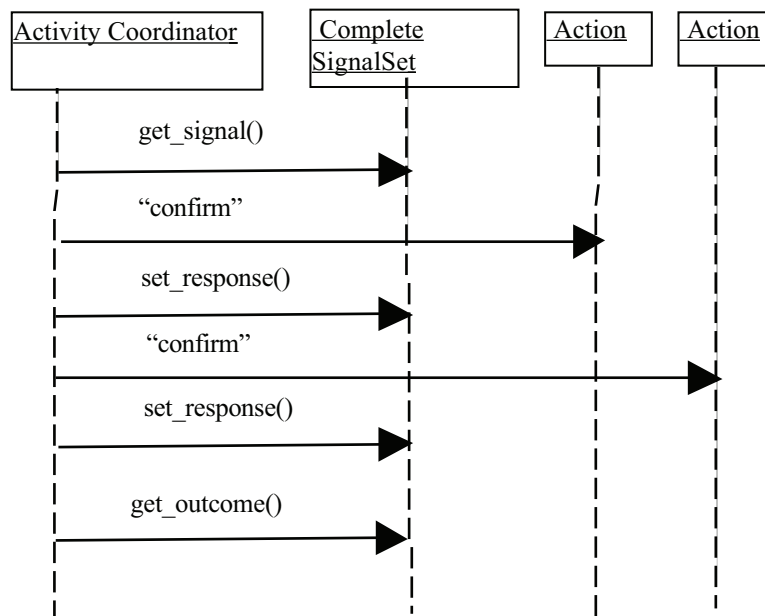 Activity Coordinator
Complete
SignalSet
Action
Action
get_signal()
“confirm”
set_response()
“confirm”
set_response()
get_outcome()